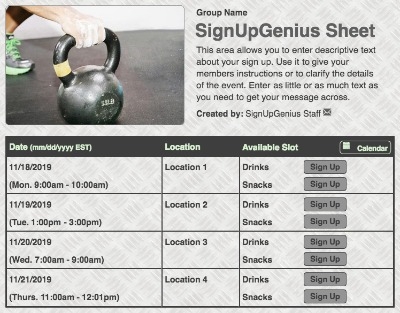 Group Name
SignUpGenius Sheet
This area allows you to enter descriptive text
about your sign up. Use it to give your
members instructions or to clarify the details
of the event. Enter as little or as much text as
you need to get your message across.
Created by: SignUpGenius Staff
Date (mm/dd/yyyy EST) Location Available Slot Calendar
11/18/2019 Location 1 Drinks Sign Up
(Mon. 9:00am - 10:00am) Snacks Sign Up
11/19/2019 Location 2 Drinks Sign Up
(Tue. 1:00pm - 3:00pm) Snacks Sign Up
11/20/2019 Location 3 Drinks Sign Up
(Wed. 7:00am - 9:00am) Snacks Sign Up
11/21/2019 Location 4 Drinks Sign Up
(Thurs. 11:00am - 12:01pm) Snacks Sign Up